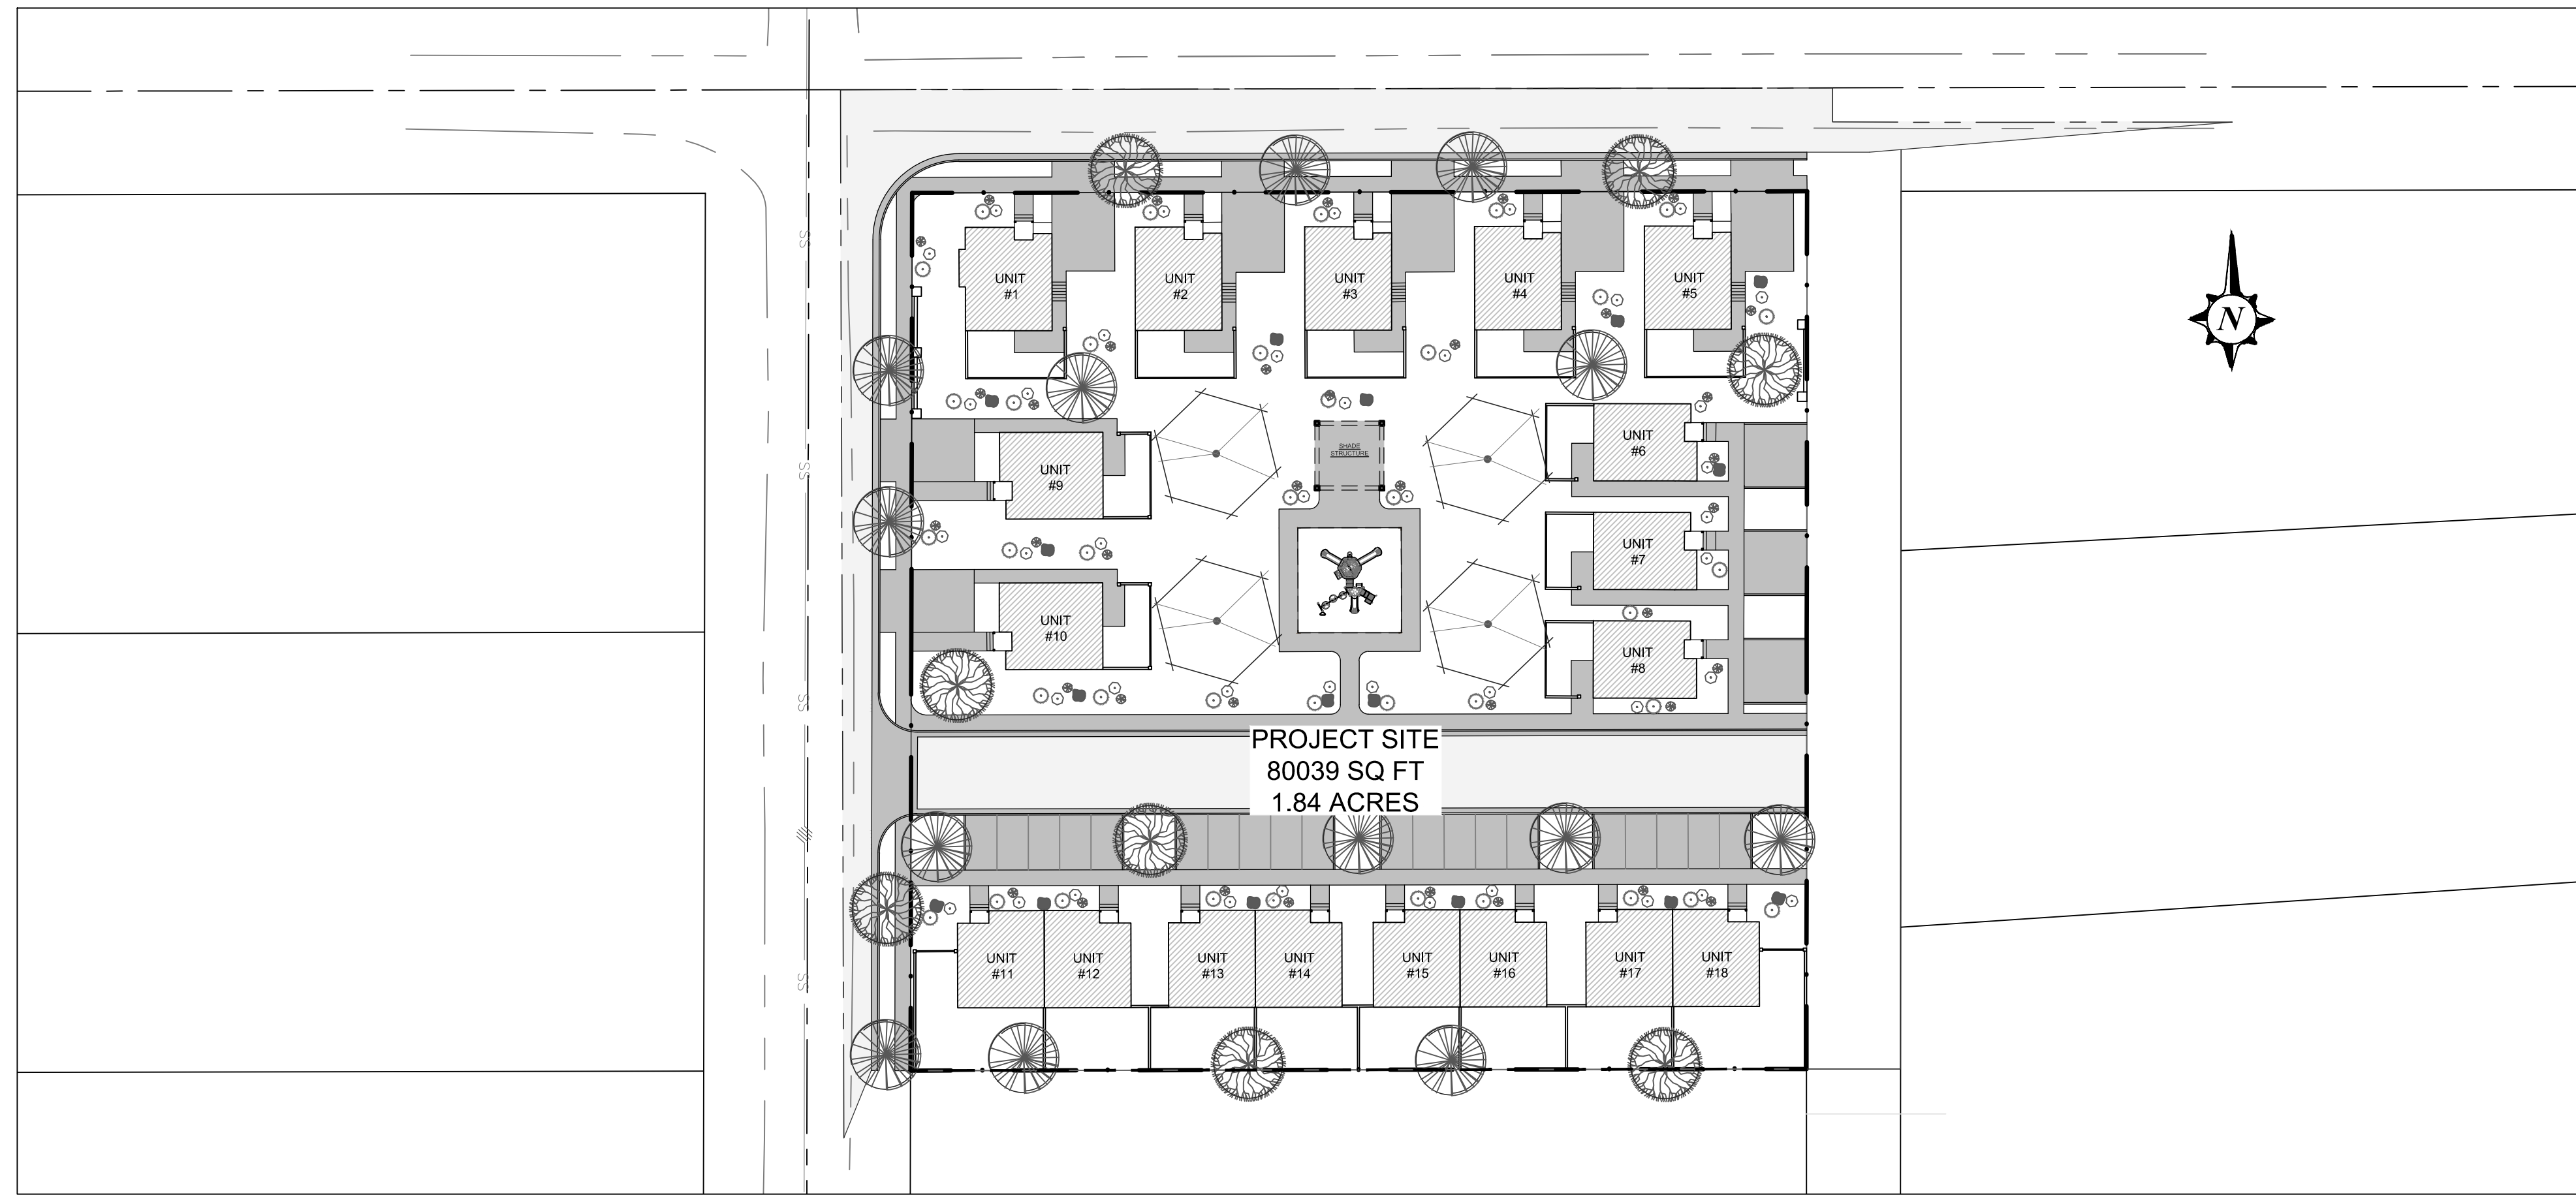 UNIT
#1
UNIT
#2
UNIT
#3
UNIT
#4
UNIT
#5
N
SHADE
STRUCTURE
UNIT
#6
UNIT
#9
UNIT
#7
UNIT
#10
UNIT
#8
PROJECT SITE
80039 SQ FT
1.84 ACRES
UNIT
#11
UNIT
#12
UNIT
#13
UNIT
#14
UNIT
#15
UNIT
#16
UNIT
#17
UNIT
#18
SS
SS
SS
SS